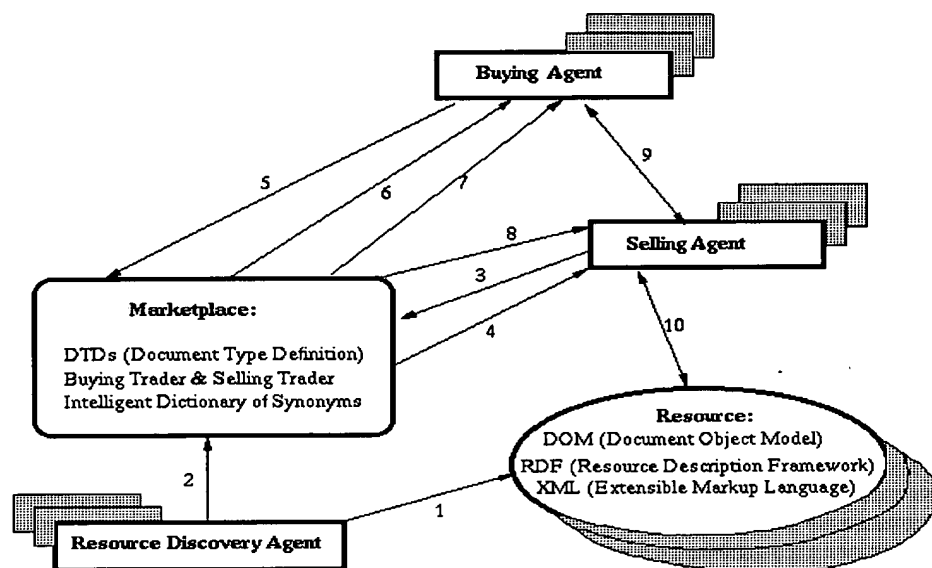 Buying Agent
9
5
6
7
8
Selling Agent
3
4
10
Marketplace:
DTDs (Document Type Definition)
Buying Trader & Selling Trader
Intelligent Dictionary of Synonyms
Resource:
DOM (Document Object Model)
RDF (Resource Description Framework)
XML (Extensible Markup Language)
2
1
Resource Discovery Agent